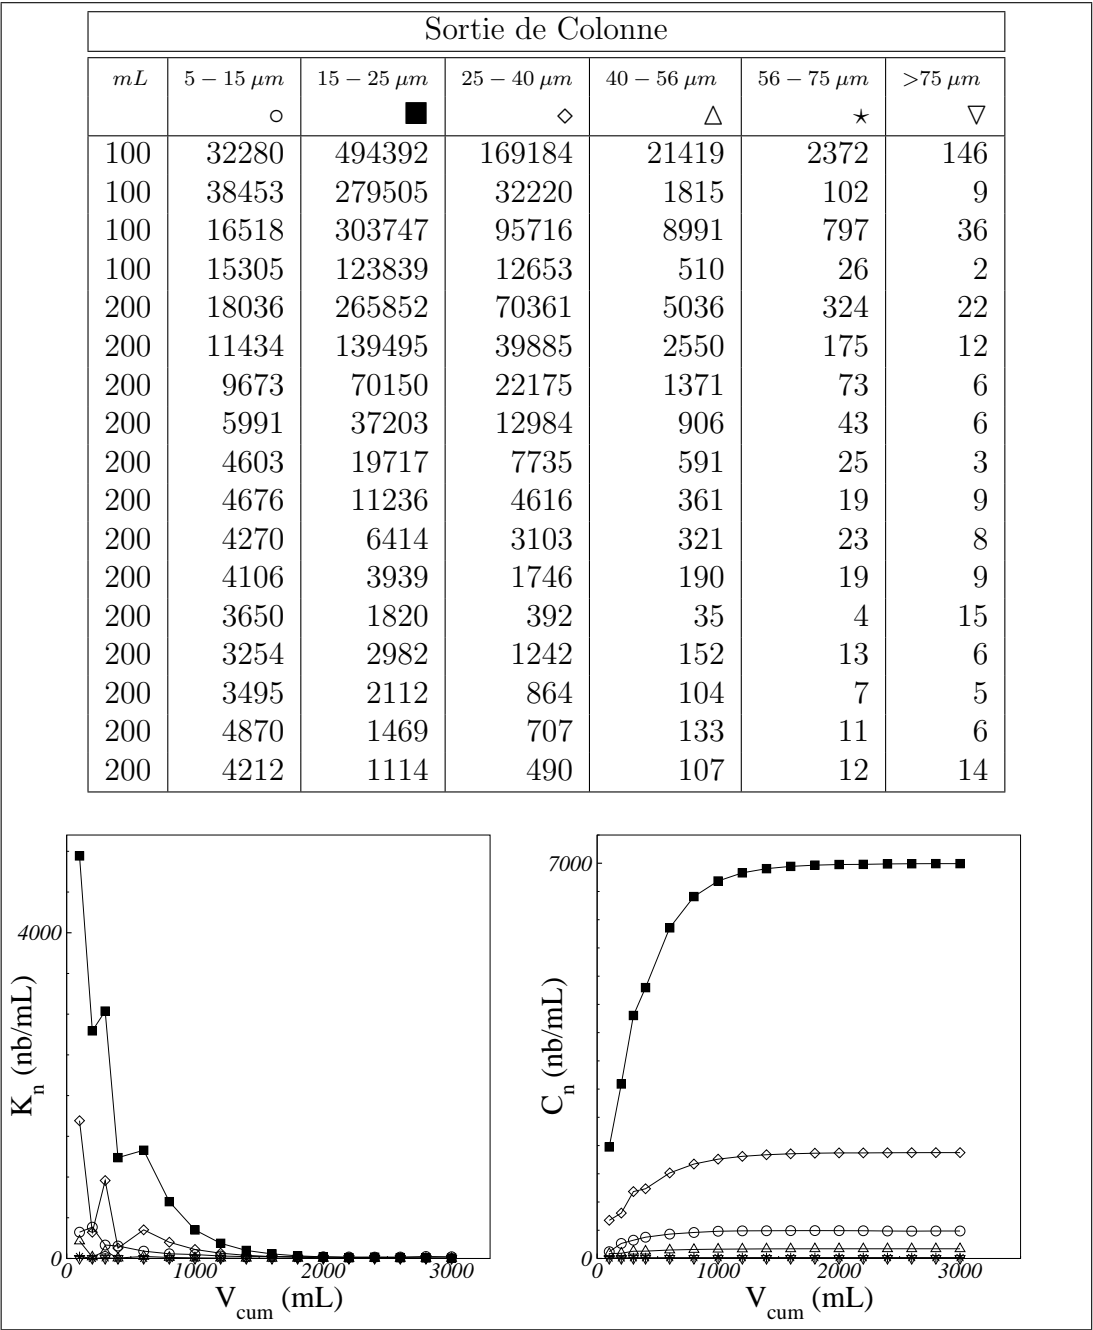 Sortie de Colonne
mL 5 – 15 μm 15 – 25 μm 25 – 40 μm 40 – 56 μm 56 – 75 μm >75 μm
○ ■ ◇ △ ⋆ ▽
100 32280 494392 169184 21419 2372 146
100 38453 279505 32220 1815 102 9
100 16518 303747 95716 8991 797 36
100 15305 123839 12653 510 26 2
200 18036 265852 70361 5036 324 22
200 11434 139495 39885 2550 175 12
200 9673 70150 22175 1371 73 6
200 5991 37203 12984 906 43 6
200 4603 19717 7735 591 25 3
200 4676 11236 4616 361 19 9
200 4270 6414 3103 321 23 8
200 4106 3939 1746 190 19 9
200 3650 1820 392 35 4 15
200 3254 2982 1242 152 13 6
200 3495 2112 864 104 7 5
200 4870 1469 707 133 11 6
200 4212 1114 490 107 12 14
K_n (nb/mL)
4000
0
0 1000 2000 3000
V_cum (mL)
C_n (nb/mL)
7000
0
0 1000 2000 3000
V_cum (mL)